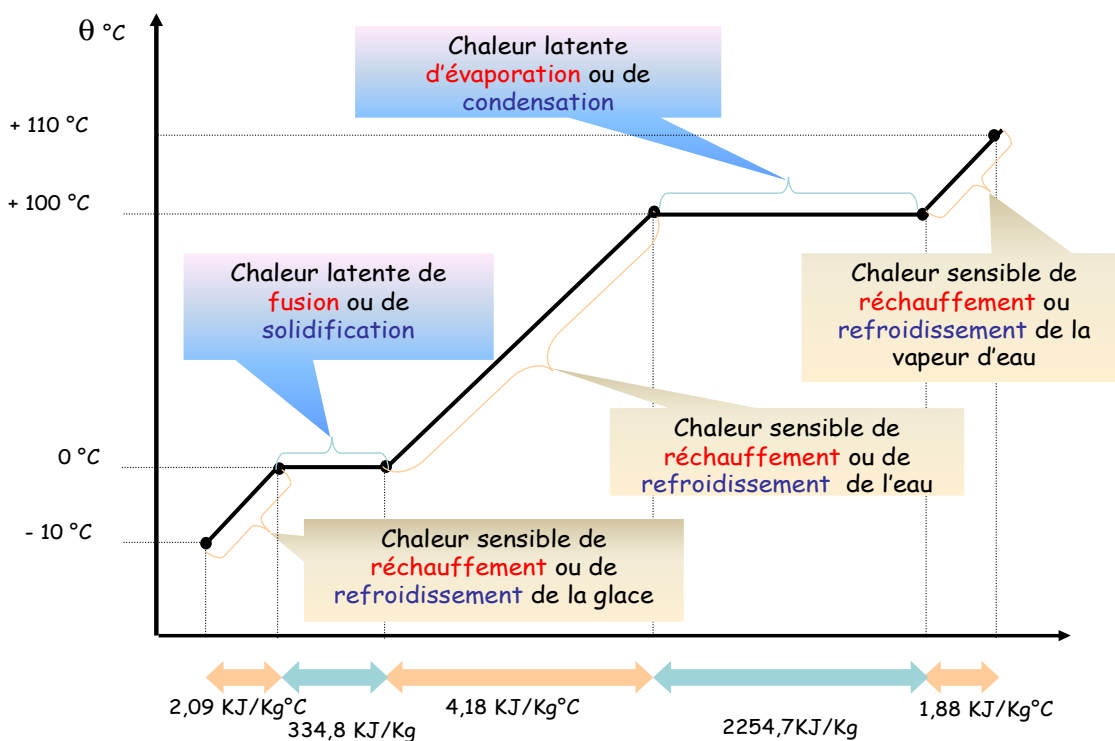 θ °C
Chaleur latente
d'évaporation ou de
condensation
+ 110 °C
+ 100 °C
Chaleur latente de
fusion ou de
solidification
Chaleur sensible de
réchauffement ou
refroidissement de la
vapeur d'eau
Chaleur sensible de
réchauffement ou de
refroidissement de l'eau
0 °C
- 10 °C
Chaleur sensible de
réchauffement ou de
refroidissement de la glace
2,09 KJ/Kg°C
334,8 KJ/Kg
4,18 KJ/Kg°C
2254,7KJ/Kg
1,88 KJ/Kg°C